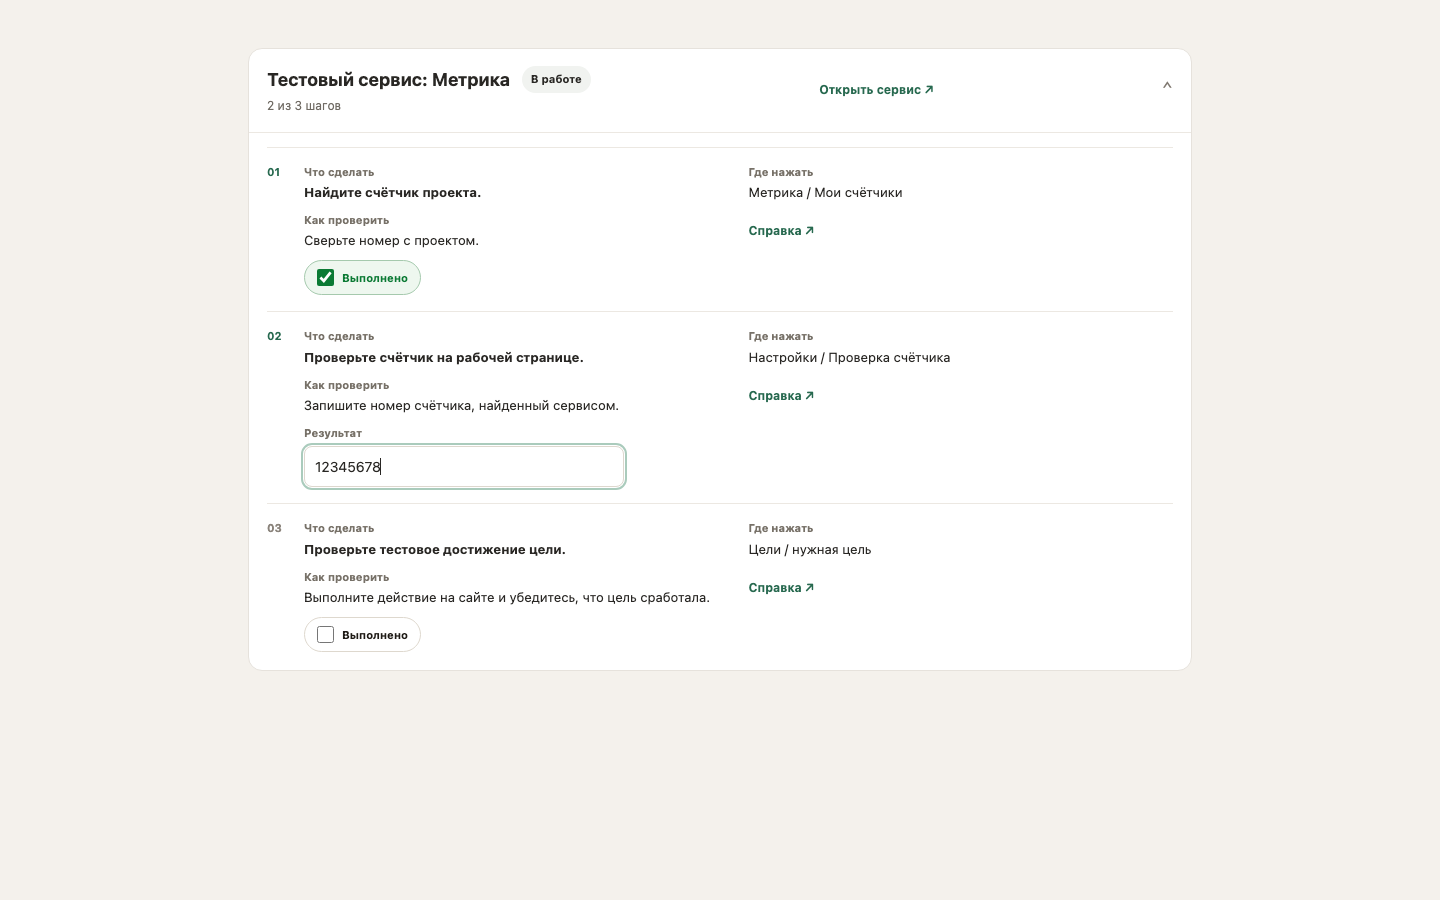 Тестовый сервис: Метрика
В работе
2 из 3 шагов
Открыть сервис ↗
01
Что сделать
Найдите счётчик проекта.
Как проверить
Сверьте номер с проектом.
Выполнено
Где нажать
Метрика / Мои счётчики
Справка ↗
02
Что сделать
Проверьте счётчик на рабочей странице.
Как проверить
Запишите номер счётчика, найденный сервисом.
Результат
12345678
Где нажать
Настройки / Проверка счётчика
Справка ↗
03
Что сделать
Проверьте тестовое достижение цели.
Как проверить
Выполните действие на сайте и убедитесь, что цель сработала.
Выполнено
Где нажать
Цели / нужная цель
Справка ↗